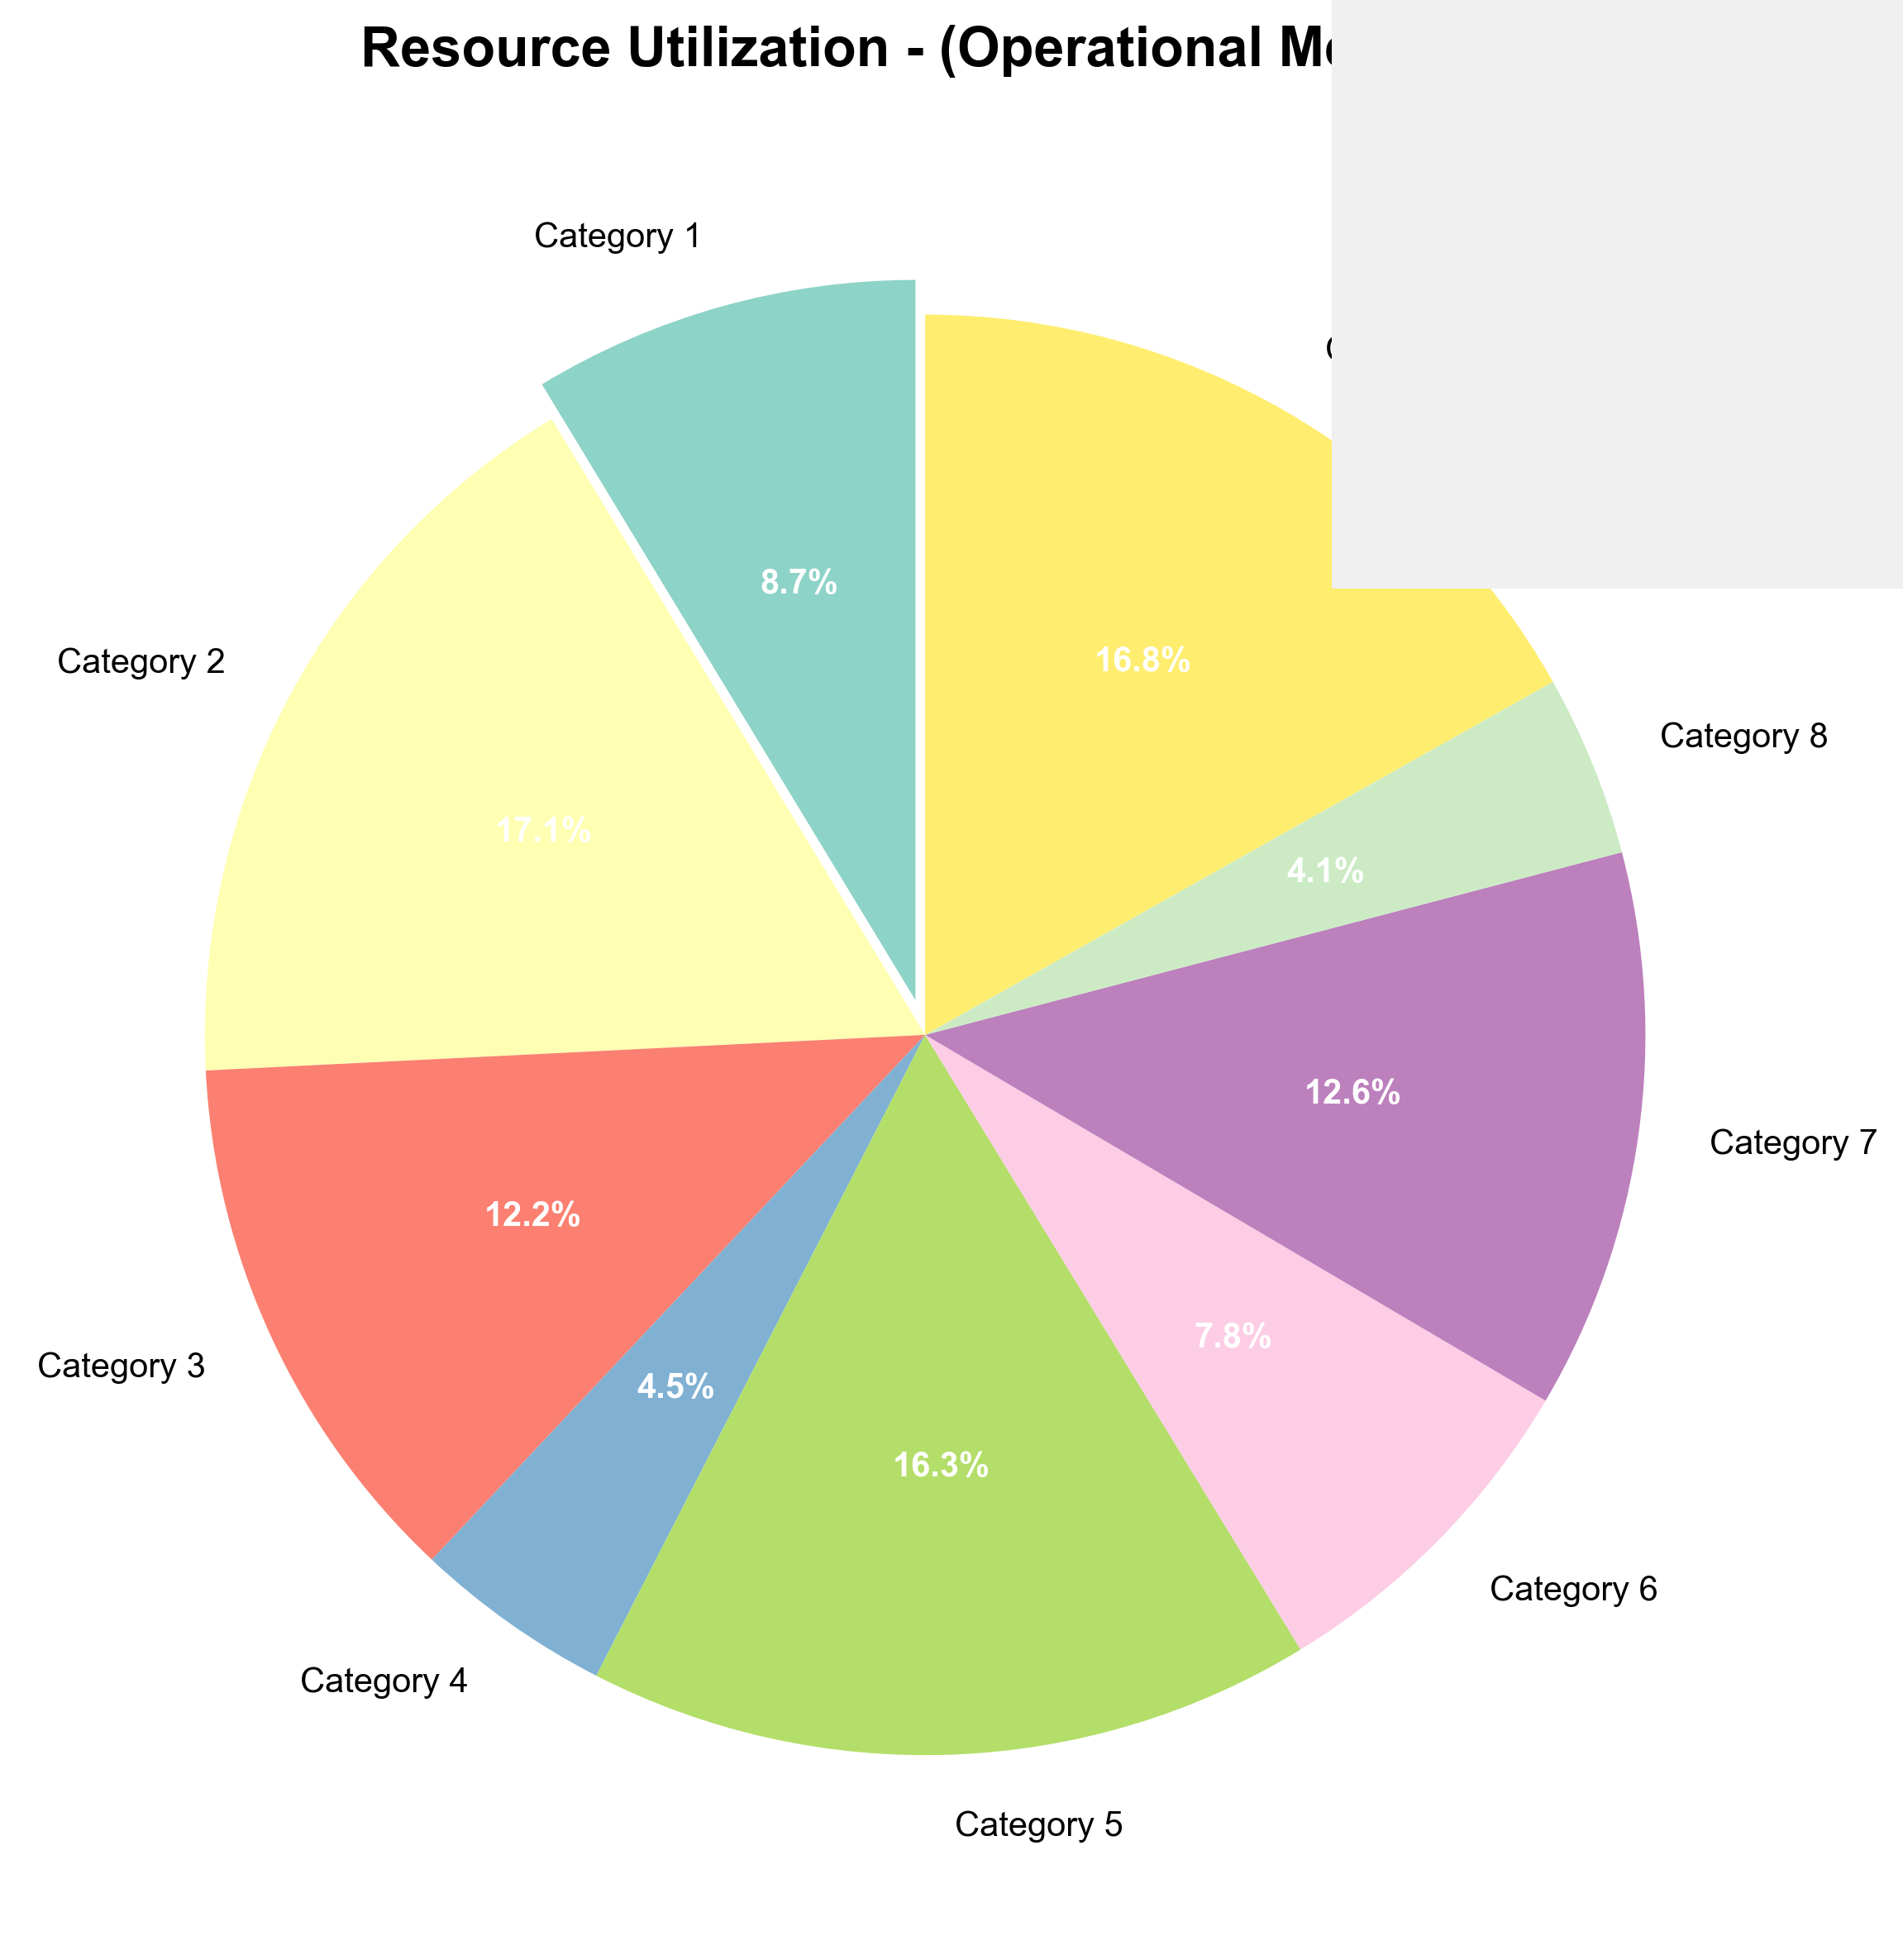 Resource Utilization - (Operational
Category 1
Category 2
Category 8
8.7%
16.8%
17.1%
4.1%
12.6%
Category 7
12.2%
Category 3
7.8%
4.5%
16.3%
Category 6
Category 4
Category 5